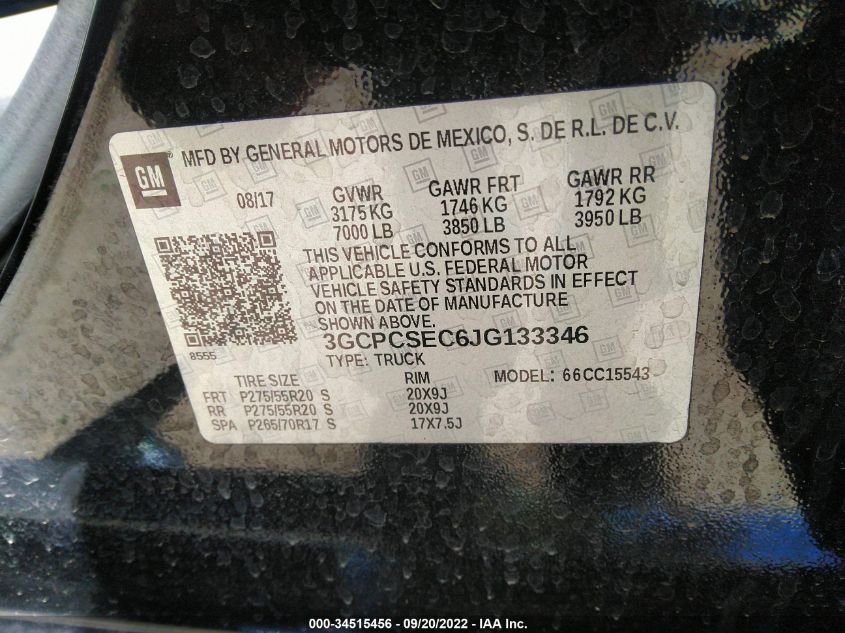 GM
MFD BY GENERAL MOTORS DE MEXICO, S. DE R.L. DE C.V.
08/17 GVWR GAWR FRT GAWR RR
3175 KG 1746 KG 1792 KG
7000 LB 3850 LB 3950 LB
THIS VEHICLE CONFORMS TO ALL
APPLICABLE U.S. FEDERAL MOTOR
VEHICLE SAFETY STANDARDS IN EFFECT
ON THE DATE OF MANUFACTURE
SHOWN ABOVE.
8555
3GCPCSEC6JG133346
TYPE: TRUCK
TIRE SIZE RIM MODEL: 66CC15543
FRT P275/55R20 S 20X9J
RR P275/55R20 S 20X9J
SPA P265/70R17 S 17X7.5J
000-34515456 - 09/20/2022 - IAA Inc.